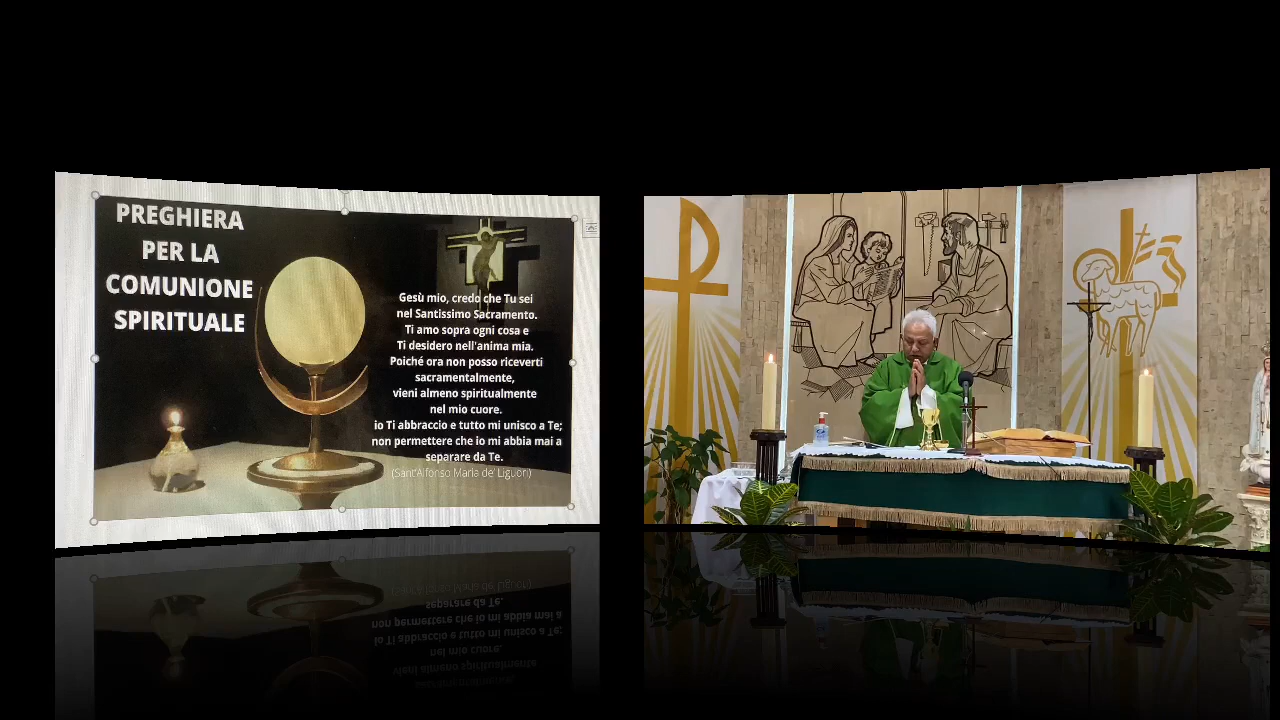 PREGHIERA
PER LA
COMUNIONE
SPIRITUALE
Gesù mio, credo che Tu sei
nel Santissimo Sacramento.
Ti amo sopra ogni cosa e
Ti desidero nell'anima mia.
Poiché ora non posso riceverti
sacramentalmente,
vieni almeno spiritualmente
nel mio cuore.
io Ti abbraccio e tutto mi unisco a Te;
non permettere che io mi abbia mai a
separare da Te.
(Sant'Alfonso Maria de' Liguori)